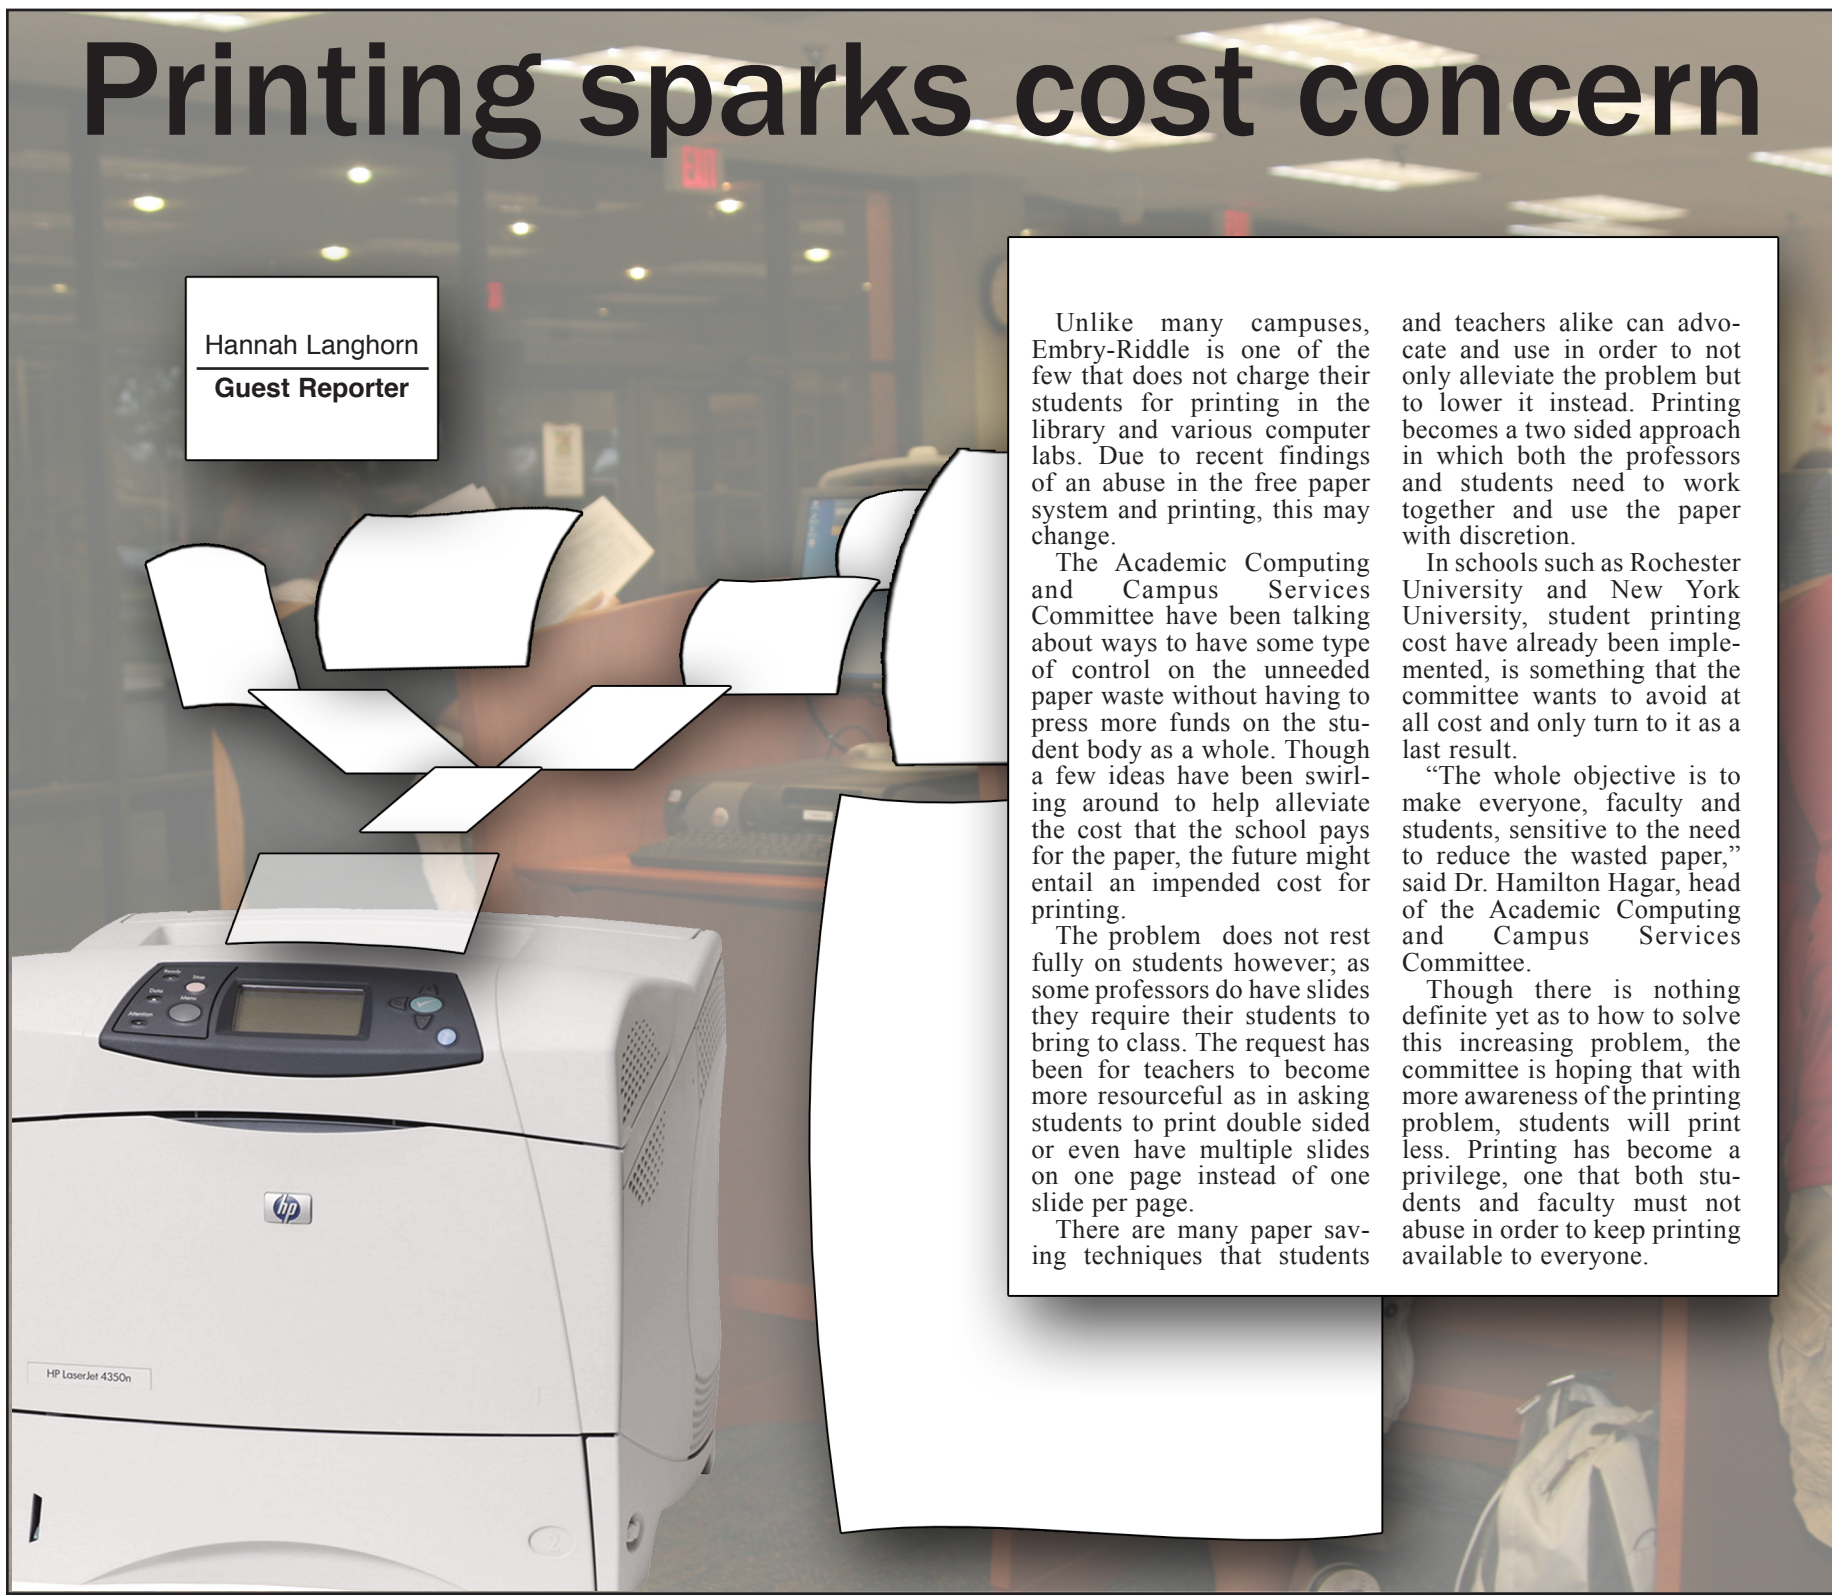 Printing sparks cost concern
EXIT
Hannah Langhorn
Guest Reporter
Unlike many campuses,
Embry-Riddle is one of the
few that does not charge their
students for printing in the
library and various computer
labs. Due to recent findings
of an abuse in the free paper
system and printing, this may
change.
The Academic Computing
and Campus Services
Committee have been talking
about ways to have some type
of control on the unneeded
paper waste without having to
press more funds on the stu-
dent body as a whole. Though
a few ideas have been swirl-
ing around to help alleviate
the cost that the school pays
for the paper, the future might
entail an impended cost for
printing.
The problem does not rest
fully on students however; as
some professors do have slides
they require their students to
bring to class. The request has
been for teachers to become
more resourceful as in asking
students to print double sided
or even have multiple slides
on one page instead of one
slide per page.
There are many paper sav-
ing techniques that students
and teachers alike can advo-
cate and use in order to not
only alleviate the problem but
to lower it instead. Printing
becomes a two sided approach
in which both the professors
and students need to work
together and use the paper
with discretion.
In schools such as Rochester
University and New York
University, student printing
cost have already been imple-
mented, is something that the
committee wants to avoid at
all cost and only turn to it as a
last result.
“The whole objective is to
make everyone, faculty and
students, sensitive to the need
to reduce the wasted paper,”
said Dr. Hamilton Hagar, head
of the Academic Computing
and Campus Services
Committee.
Though there is nothing
definite yet as to how to solve
this increasing problem, the
committee is hoping that with
more awareness of the printing
problem, students will print
less. Printing has become a
privilege, one that both stu-
dents and faculty must not
abuse in order to keep printing
available to everyone.
Ready
Stop
Data
Menu
Attention
hp
HP LaserJet 4350n
2